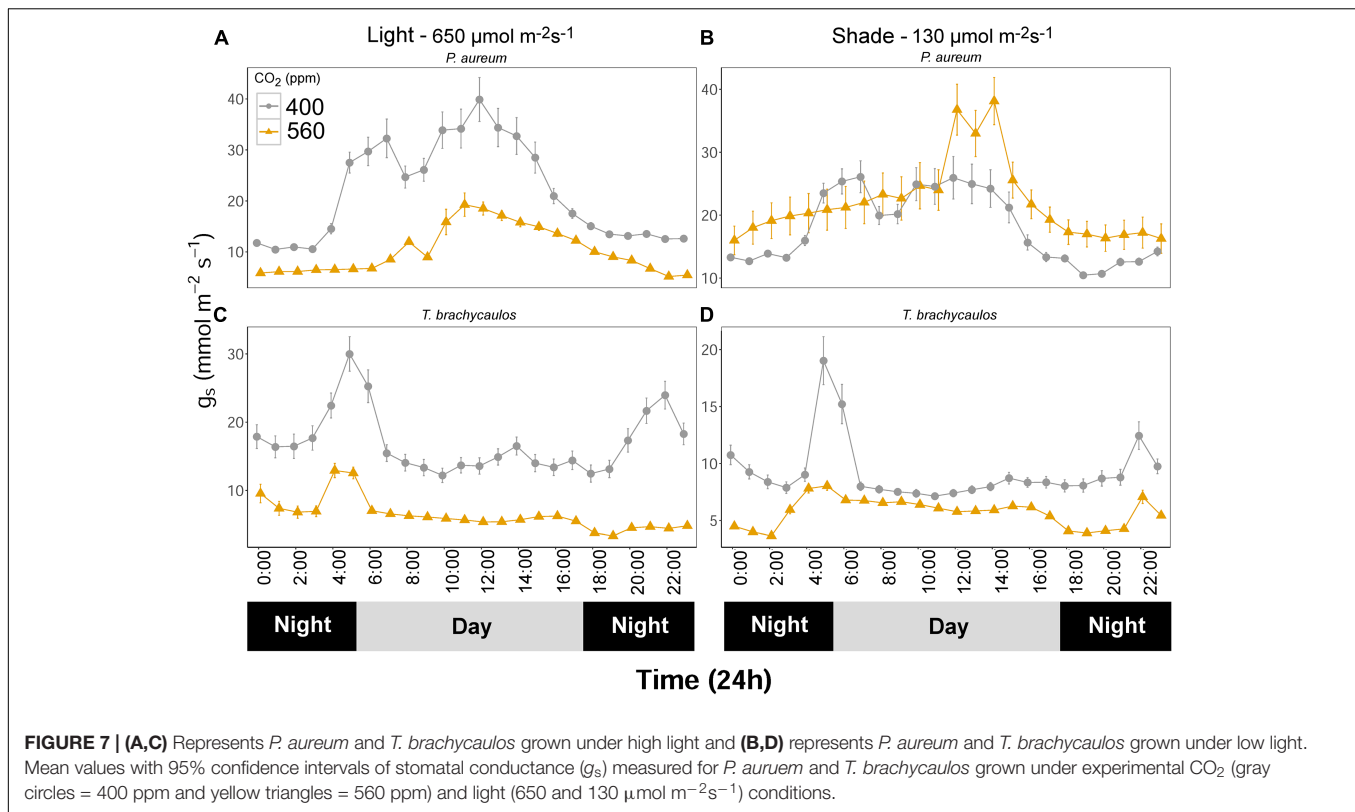 A Light - 650 µmol m⁻²s⁻¹ B Shade - 130 µmol m⁻²s⁻¹
P. aureum P. aureum
CO₂ (ppm)
400
560
40
30
20
10
40
30
20
10
gₛ (mmol m⁻² s⁻¹)
C T. brachycaulos D T. brachycaulos
30
20
10
20
15
10
5
0:00 2:00 4:00 6:00 8:00 10:00 12:00 14:00 16:00 18:00 20:00 22:00 0:00 2:00 4:00 6:00 8:00 10:00 12:00 14:00 16:00 18:00 20:00 22:00
Night Day Night Night Day Night
Time (24h)
FIGURE 7 | (A,C) Represents P. aureum and T. brachycaulos grown under high light and (B,D) represents P. aureum and T. brachycaulos grown under low light.
Mean values with 95% confidence intervals of stomatal conductance (gₛ) measured for P. auruem and T. brachycaulos grown under experimental CO₂ (gray
circles = 400 ppm and yellow triangles = 560 ppm) and light (650 and 130 µmol m⁻²s⁻¹) conditions.